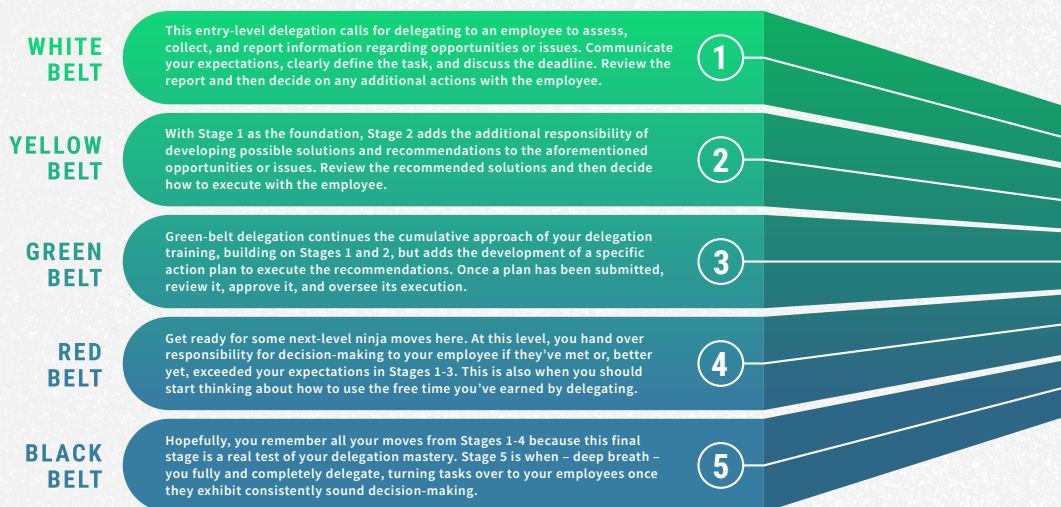 WHITE
BELT
This entry-level delegation calls for delegating to an employee to assess,
collect, and report information regarding opportunities or issues. Communicate
your expectations, clearly define the task, and discuss the deadline. Review the
report and then decide on any additional actions with the employee.
1
YELLOW
BELT
With Stage 1 as the foundation, Stage 2 adds the additional responsibility of
developing possible solutions and recommendations to the aforementioned
opportunities or issues. Review the recommended solutions and then decide
how to execute with the employee.
2
GREEN
BELT
Green-belt delegation continues the cumulative approach of your delegation
training, building on Stages 1 and 2, but adds the development of a specific
action plan to execute the recommendations. Once a plan has been submitted,
review it, approve it, and oversee its execution.
3
RED
BELT
Get ready for some next-level ninja moves here. At this level, you hand over
responsibility for decision-making to your employee if they’ve met or, better
yet, exceeded your expectations in Stages 1-3. This is also when you should
start thinking about how to use the free time you’ve earned by delegating.
4
BLACK
BELT
Hopefully, you remember all your moves from Stages 1-4 because this final
stage is a real test of your delegation mastery. Stage 5 is when – deep breath –
you fully and completely delegate, turning tasks over to your employees once
they exhibit consistently sound decision-making.
5